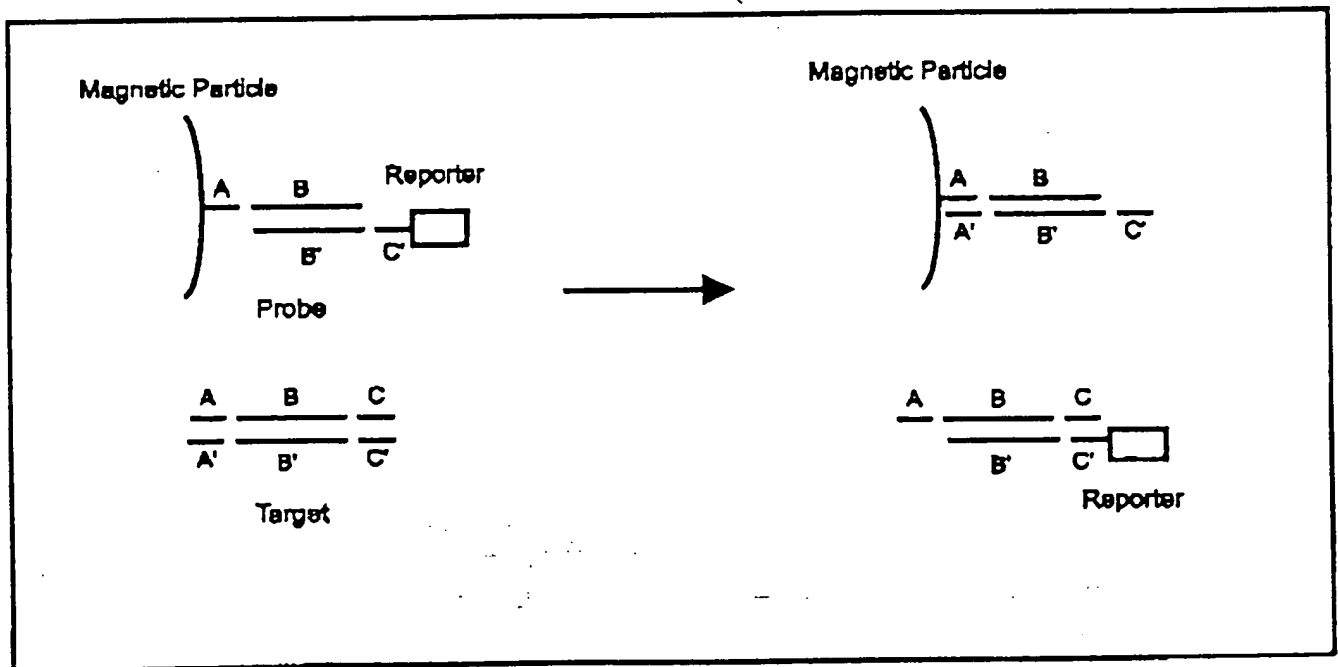 Magnetic Particle
A B Reporter
B' C'
Probe
A B C
A' B' C'
Target
Magnetic Particle
A B
A' B' C'
A B C
B' C'
Reporter